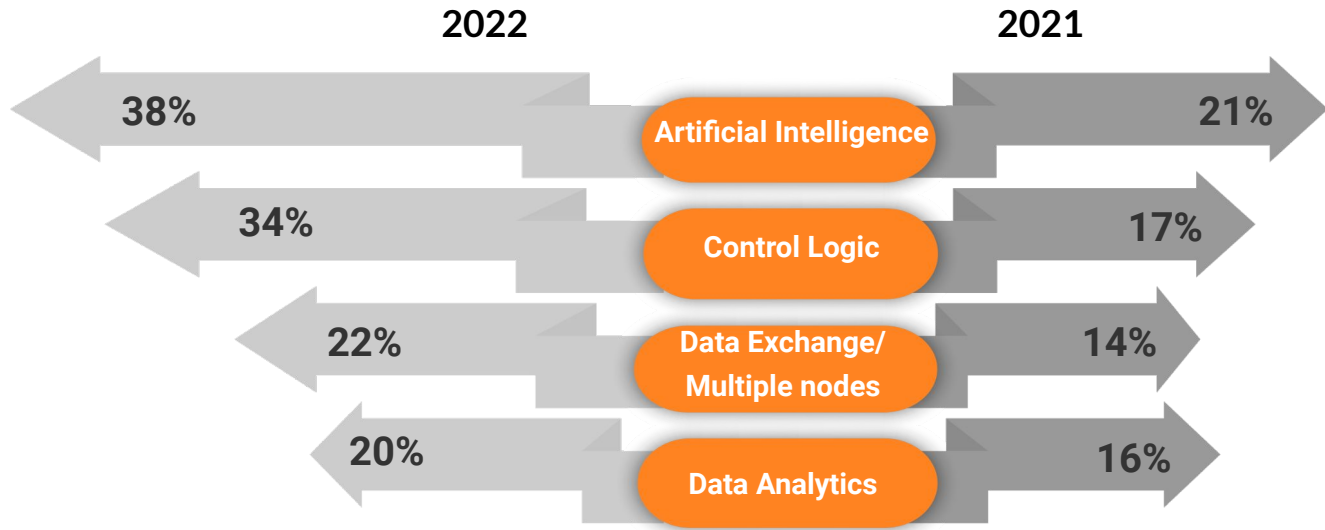 2022 2021
38% Artificial Intelligence 21%
34% Control Logic 17%
22% Data Exchange/ 14%
Multiple nodes
20% Data Analytics 16%